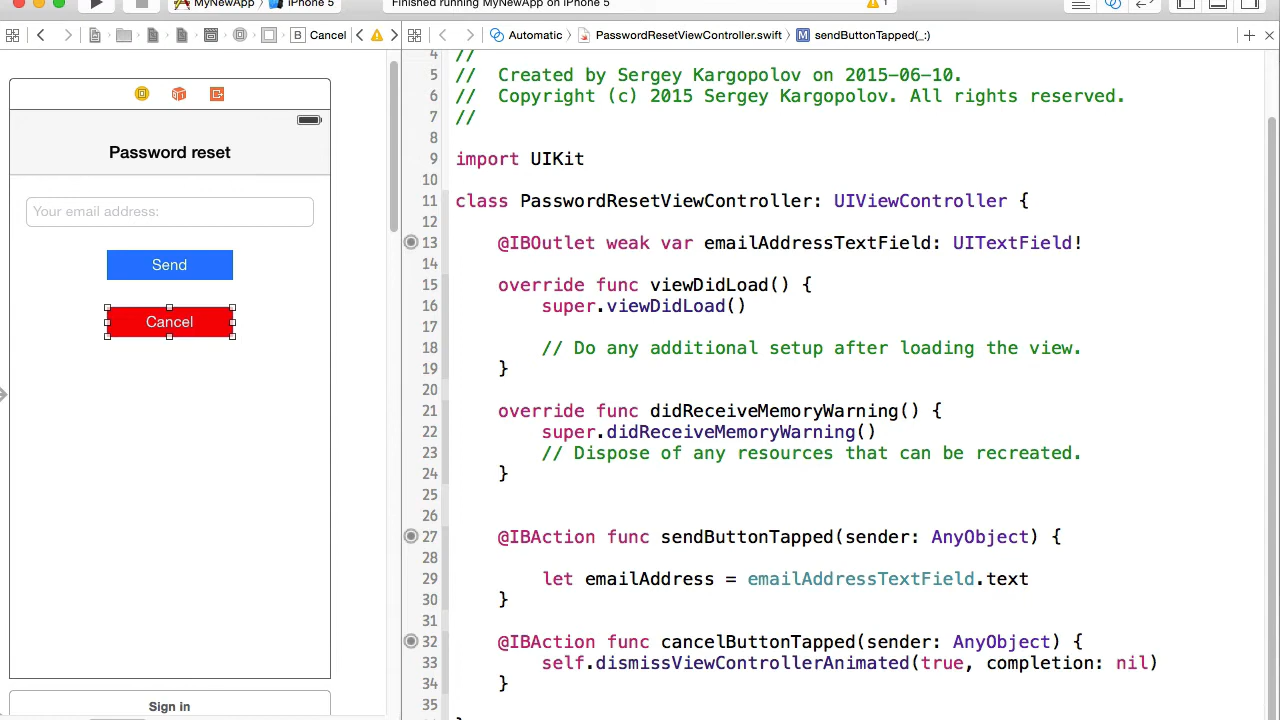 MyNewApp
iPhone 5
Finished running MyNewApp on iPhone 5
1
B Cancel
Automatic
PasswordResetViewController.swift
M sendButtonTapped(_:)
Password reset
Your email address:
Send
Cancel
Sign in
4 //
5 //  Created by Sergey Kargopolov on 2015-06-10.
6 //  Copyright (c) 2015 Sergey Kargopolov. All rights reserved.
7 //
8
9 import UIKit
10
11 class PasswordResetViewController: UIViewController {
12
13     @IBOutlet weak var emailAddressTextField: UITextField!
14
15     override func viewDidLoad() {
16         super.viewDidLoad()
17
18         // Do any additional setup after loading the view.
19     }
20
21     override func didReceiveMemoryWarning() {
22         super.didReceiveMemoryWarning()
23         // Dispose of any resources that can be recreated.
24     }
25
26
27     @IBAction func sendButtonTapped(sender: AnyObject) {
28
29         let emailAddress = emailAddressTextField.text
30     }
31
32     @IBAction func cancelButtonTapped(sender: AnyObject) {
33         self.dismissViewControllerAnimated(true, completion: nil)
34     }
35